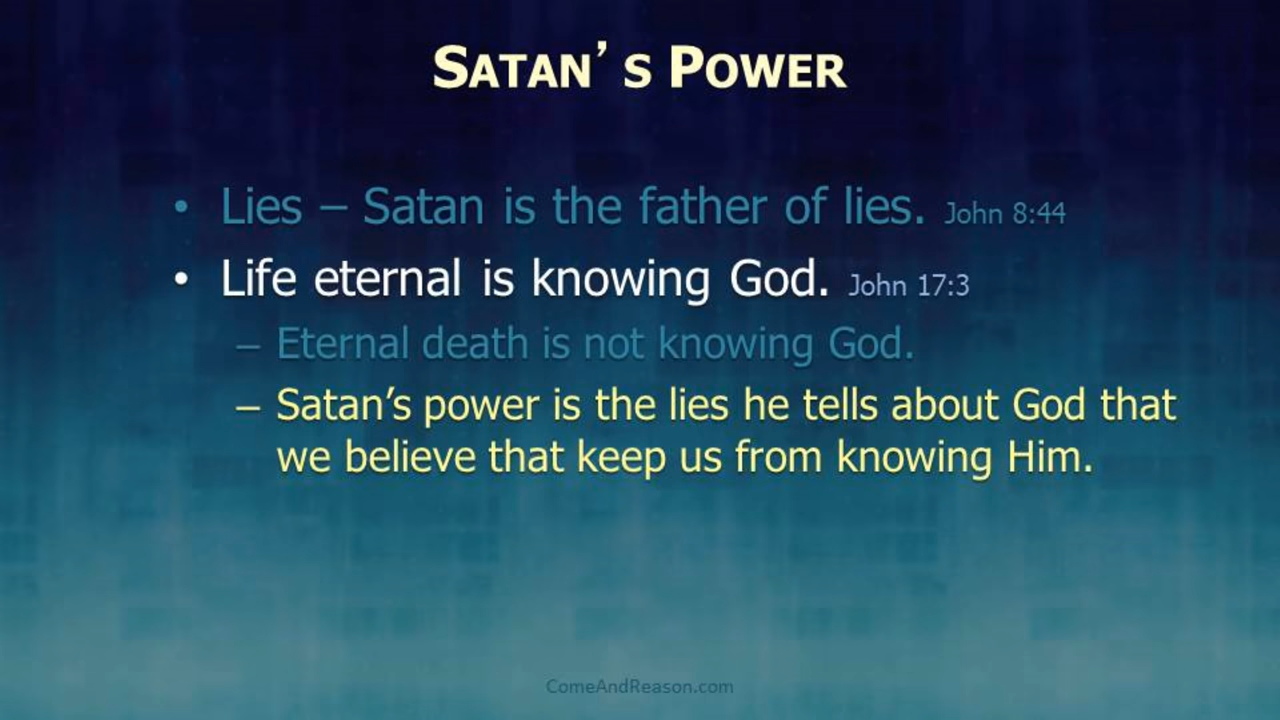 SATAN’S POWER
• Lies – Satan is the father of lies. John 8:44
• Life eternal is knowing God. John 17:3
– Eternal death is not knowing God.
– Satan’s power is the lies he tells about God that
we believe that keep us from knowing Him.
ComeAndReason.com